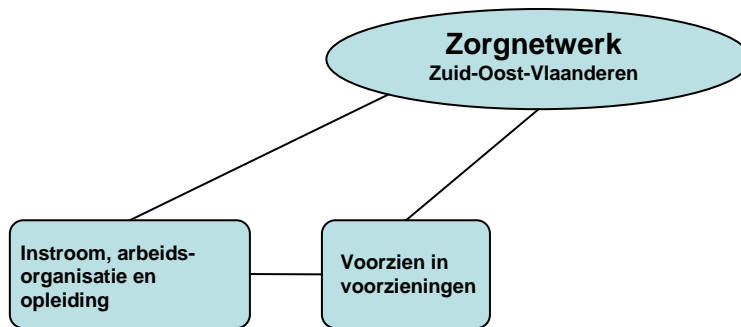 Zorgnetwerk
Zuid-Oost-Vlaanderen
Instroom, arbeids-
organisatie en
opleiding
Voorzien in
voorzieningen